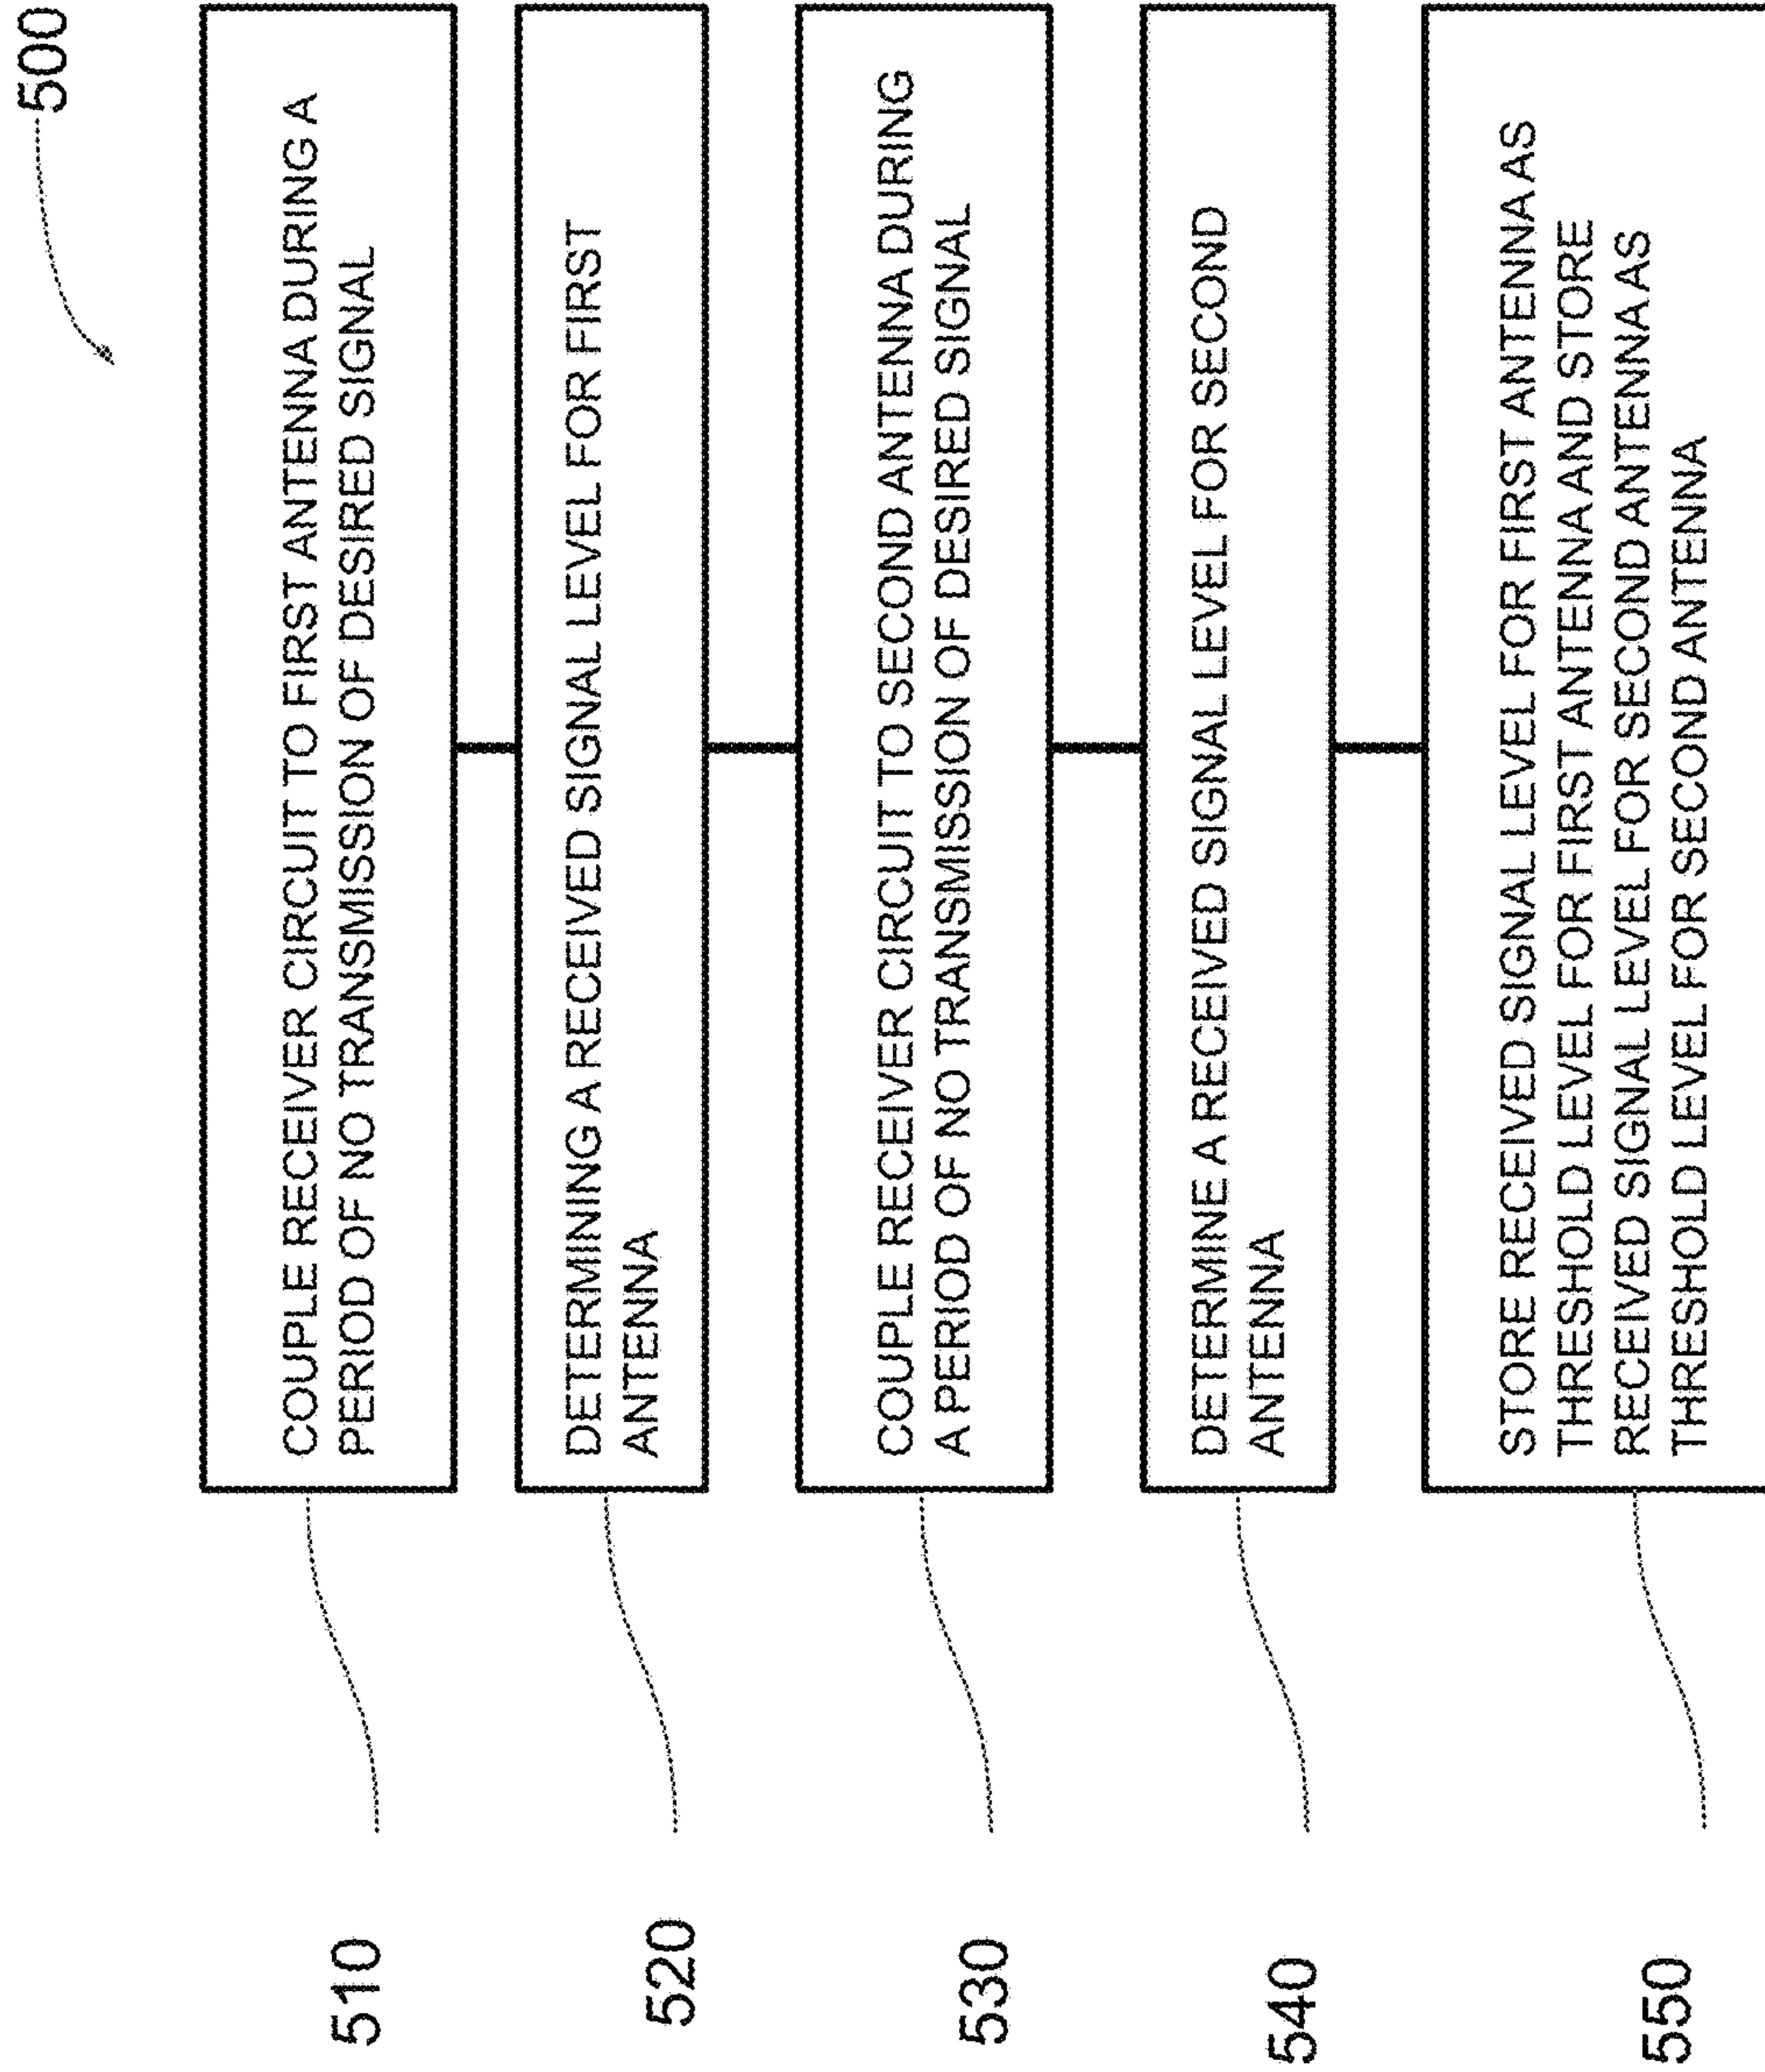 500
510
COUPLE RECEIVER CIRCUIT TO FIRST ANTENNA DURING A
PERIOD OF NO TRANSMISSION OF DESIRED SIGNAL
520
DETERMINING A RECEIVED SIGNAL LEVEL FOR FIRST
ANTENNA
530
COUPLE RECEIVER CIRCUIT TO SECOND ANTENNA DURING
A PERIOD OF NO TRANSMISSION OF DESIRED SIGNAL
540
DETERMINE A RECEIVED SIGNAL LEVEL FOR SECOND
ANTENNA
550
STORE RECEIVED SIGNAL LEVEL FOR FIRST ANTENNA AS
THRESHOLD LEVEL FOR FIRST ANTENNA AND STORE
RECEIVED SIGNAL LEVEL FOR SECOND ANTENNA AS
THRESHOLD LEVEL FOR SECOND ANTENNA